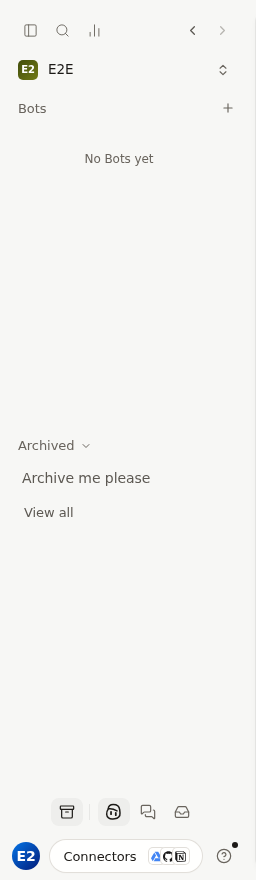 E2 E2E
Bots
No Bots yet
Archived
Archive me please
View all
E2 Connectors